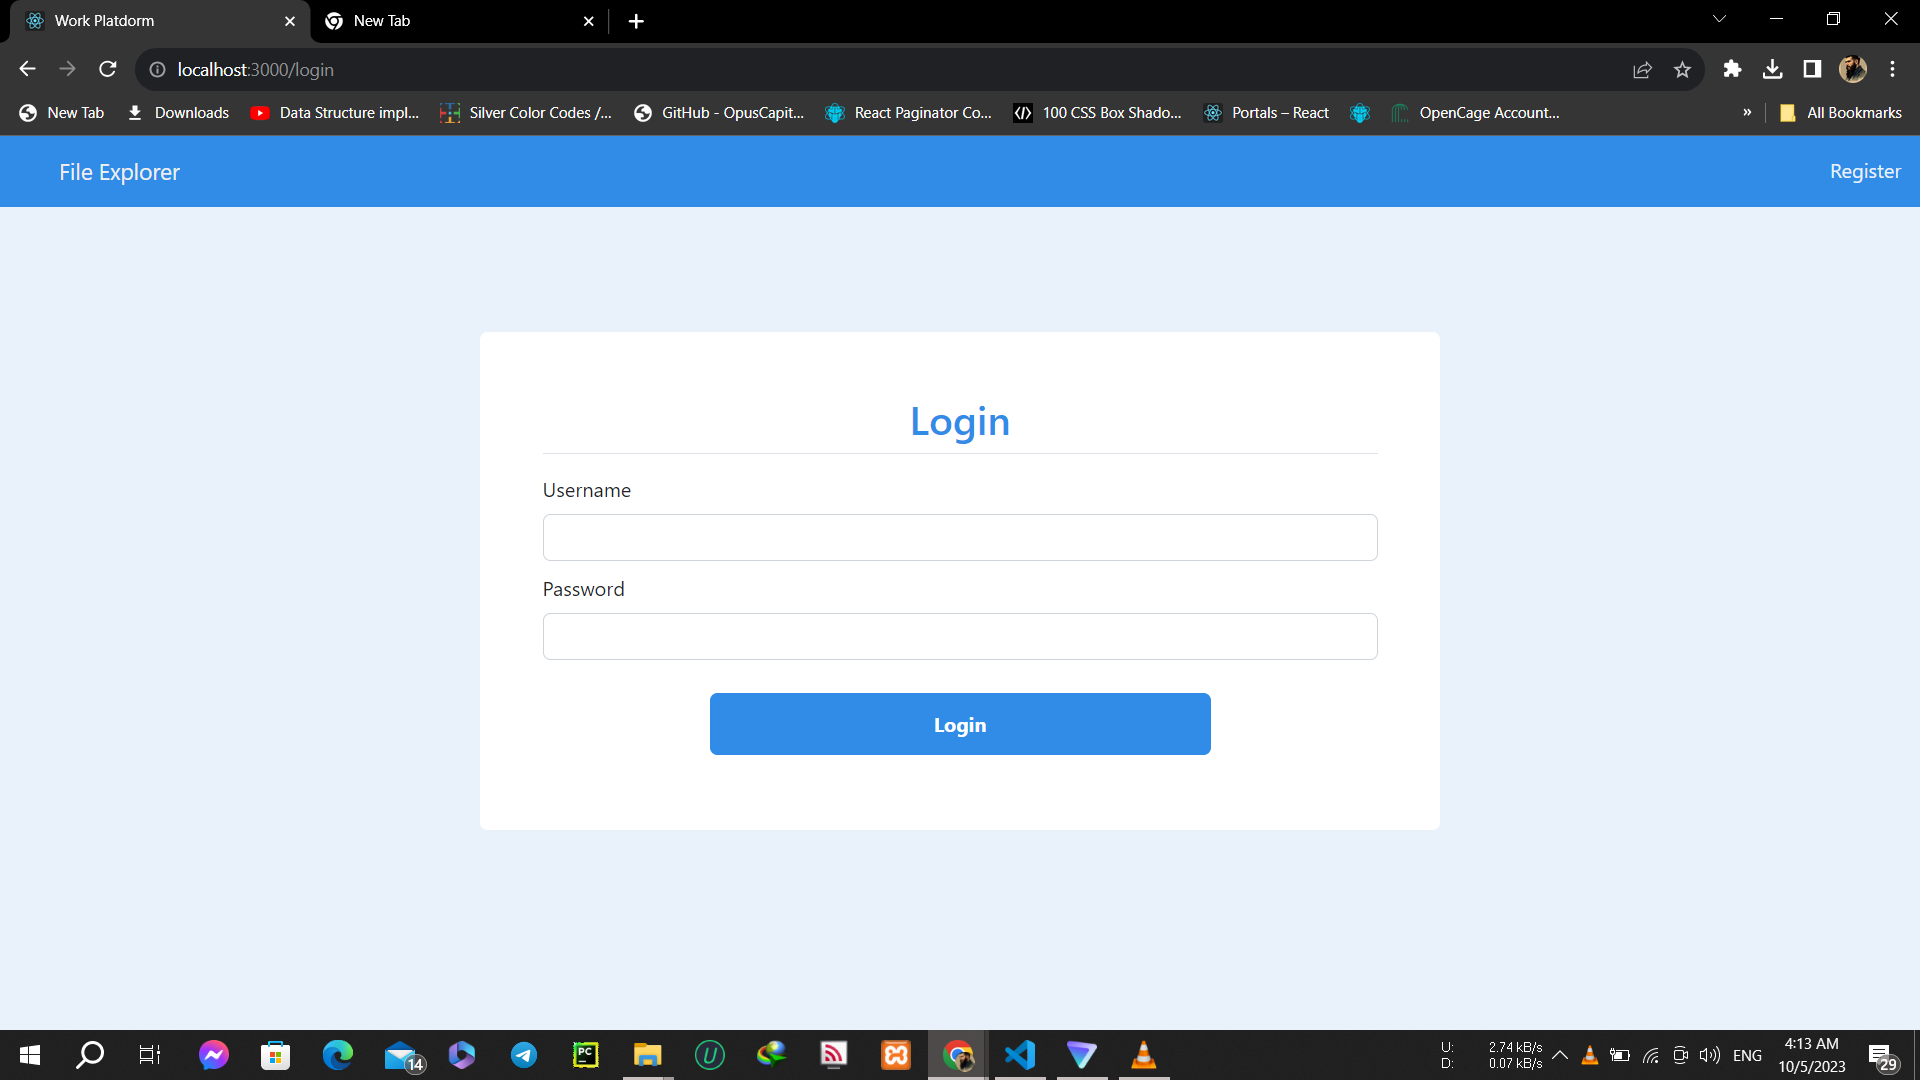 Work Platdorm
New Tab
localhost:3000/login
New Tab
Downloads
Data Structure impl...
Silver Color Codes /...
GitHub - OpusCapit...
React Paginator Co...
100 CSS Box Shado...
Portals – React
OpenCage Account...
»
All Bookmarks
File Explorer
Register
Login
Username
Password
Login
14
PC
U
U: 2.74 kB/s
D: 0.07 kB/s
ENG
4:13 AM
10/5/2023
29